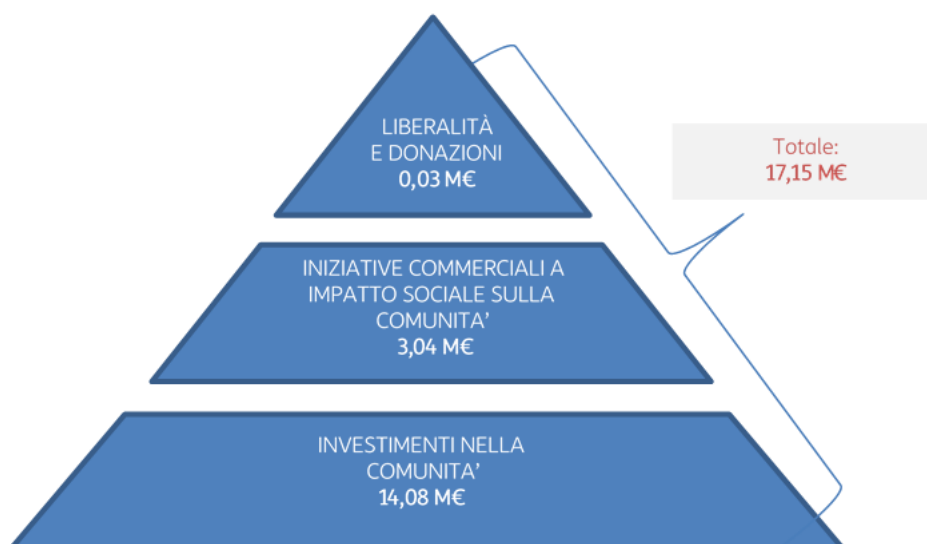 LIBERALITÀ
E DONAZIONI
0,03 M€
Totale:
17,15 M€
INIZIATIVE COMMERCIALI A
IMPATTO SOCIALE SULLA
COMUNITA’
3,04 M€
INVESTIMENTI NELLA
COMUNITA’
14,08 M€